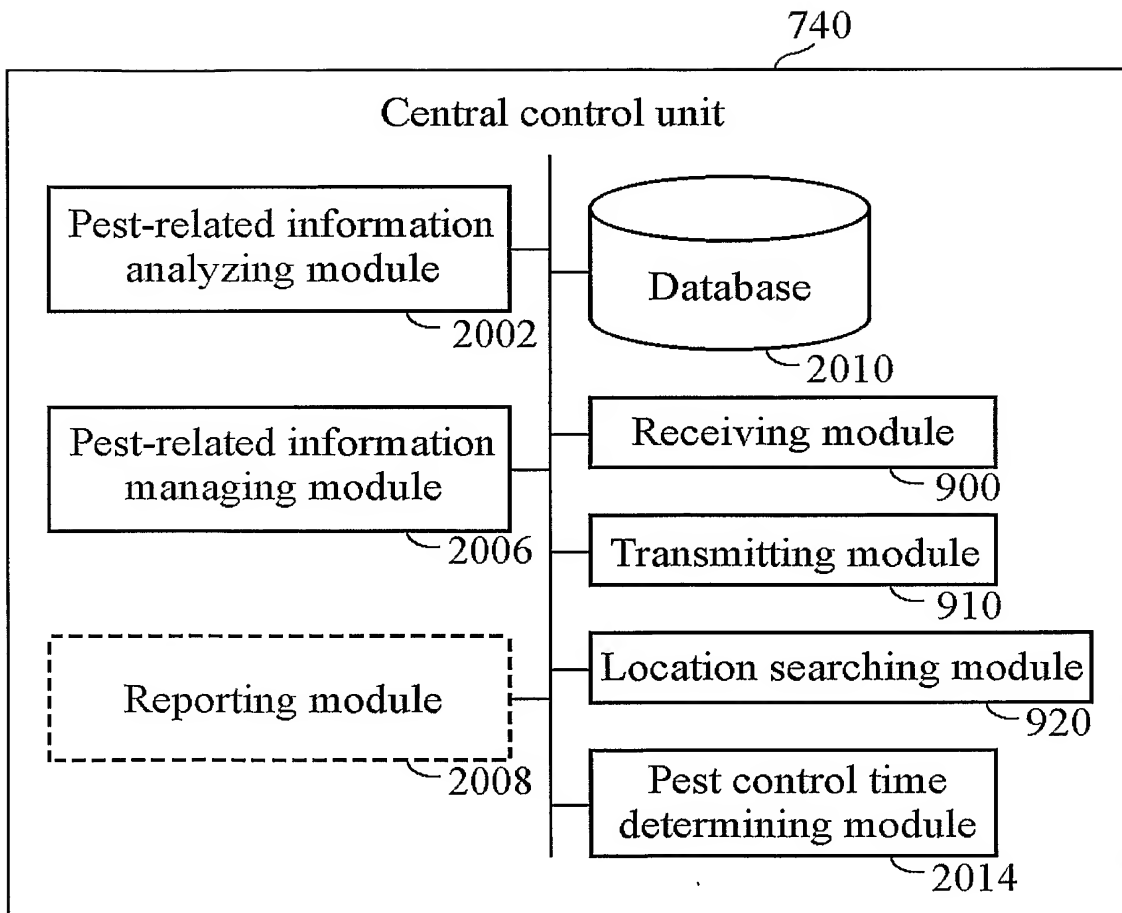 740
Central control unit
Pest-related information
analyzing module
2002
Database
2010
Pest-related information
managing module
2006
Receiving module
900
Transmitting module
910
Reporting module
2008
Location searching module
920
Pest control time
determining module
2014